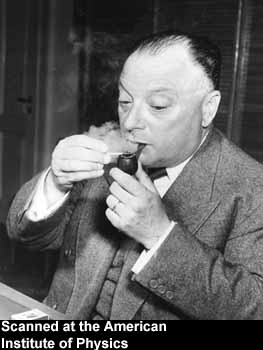 Scanned at the American
Institute of Physics